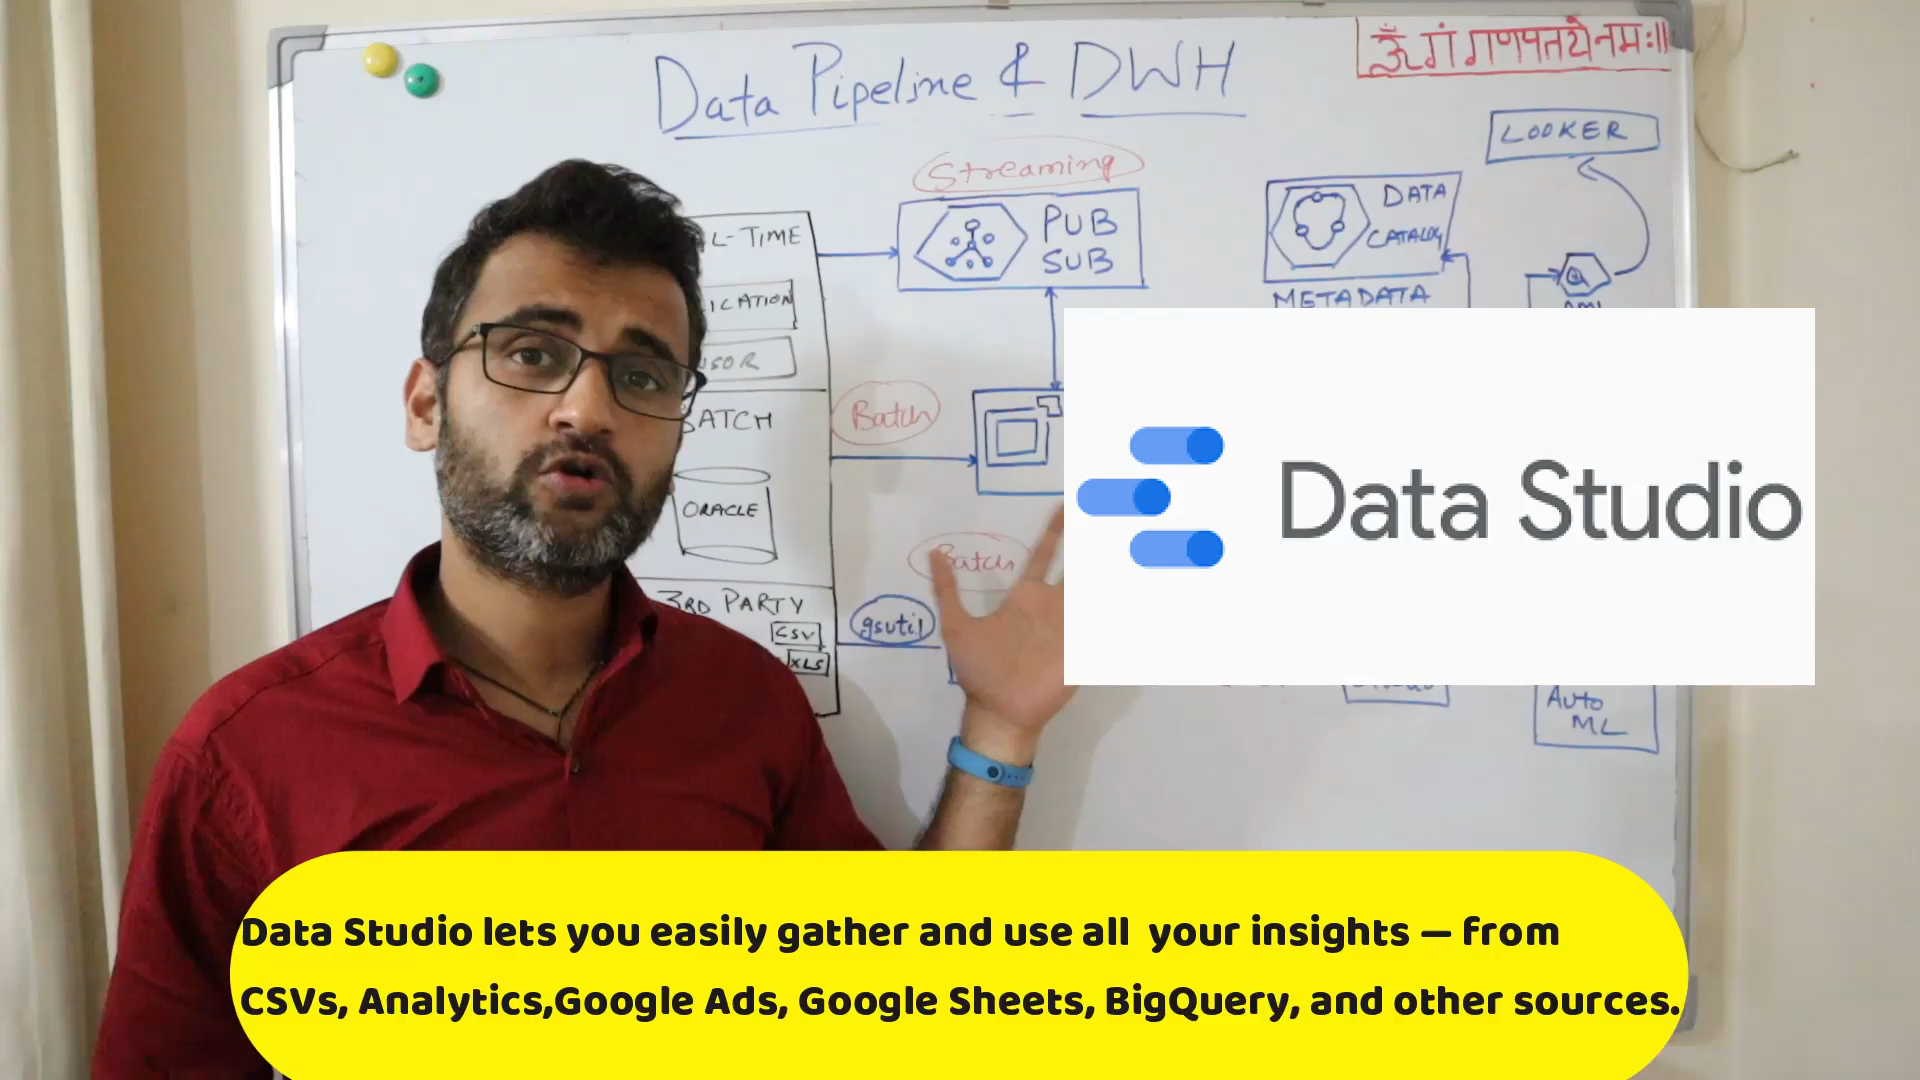 Data Pipeline & DWH
ॐ गं गणपतये नमः॥
LOOKER
Streaming
PUB
SUB
DATA
CATALOG
METADATA
L-TIME
ICATION
SOR
BATCH
Batch
ORACLE
Batch
3RD PARTY
CSV
XLS
gsutil
Auto
ML
Data Studio
Data Studio lets you easily gather and use all your insights — from
CSVs, Analytics,Google Ads, Google Sheets, BigQuery, and other sources.